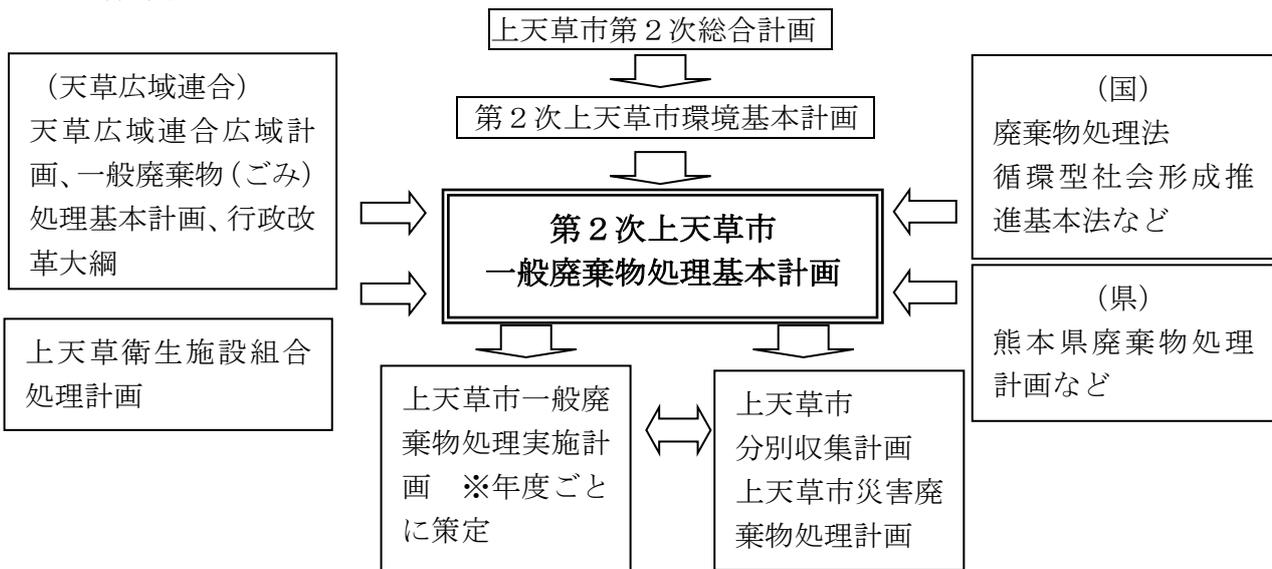 上天草市第２次総合計画
第２次上天草市環境基本計画
（天草広域連合）
天草広域連合広域計
画、一般廃棄物（ごみ）
処理基本計画、行政改
革大綱
上天草衛生施設組合
処理計画
第２次上天草市
一般廃棄物処理基本計画
（国）
廃棄物処理法
循環型社会形成推
進基本法など
（県）
熊本県廃棄物処理
計画など
上天草市一般廃
棄物処理実施計
画　※年度ごと
に策定
上天草市
分別収集計画
上天草市災害廃
棄物処理計画